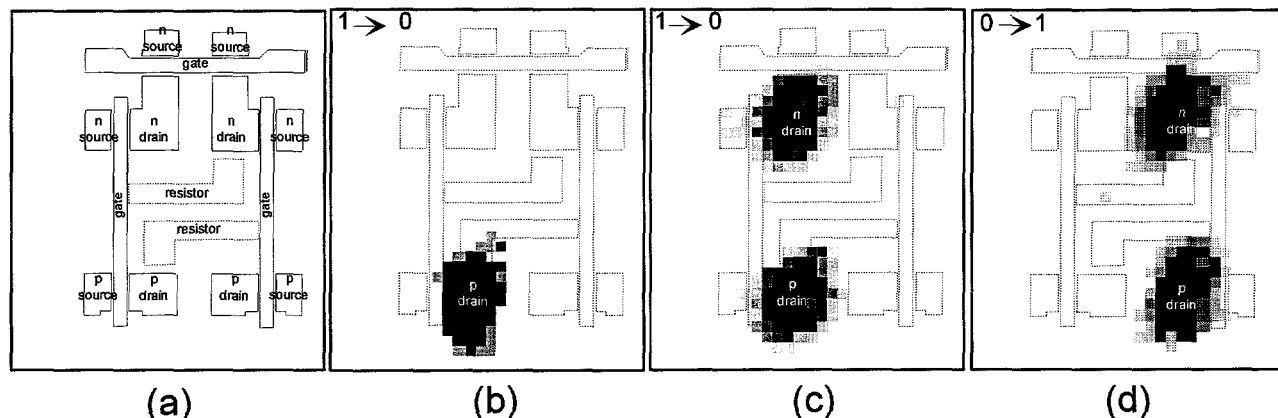 n
source
n
source
gate
n
source
n
drain
n
drain
n
source
resistor
gate
gate
resistor
p
source
p
drain
p
drain
p
source
(a)
1 → 0
p
drain
(b)
1 → 0
n
drain
p
drain
(c)
0 → 1
n
drain
p
drain
(d)